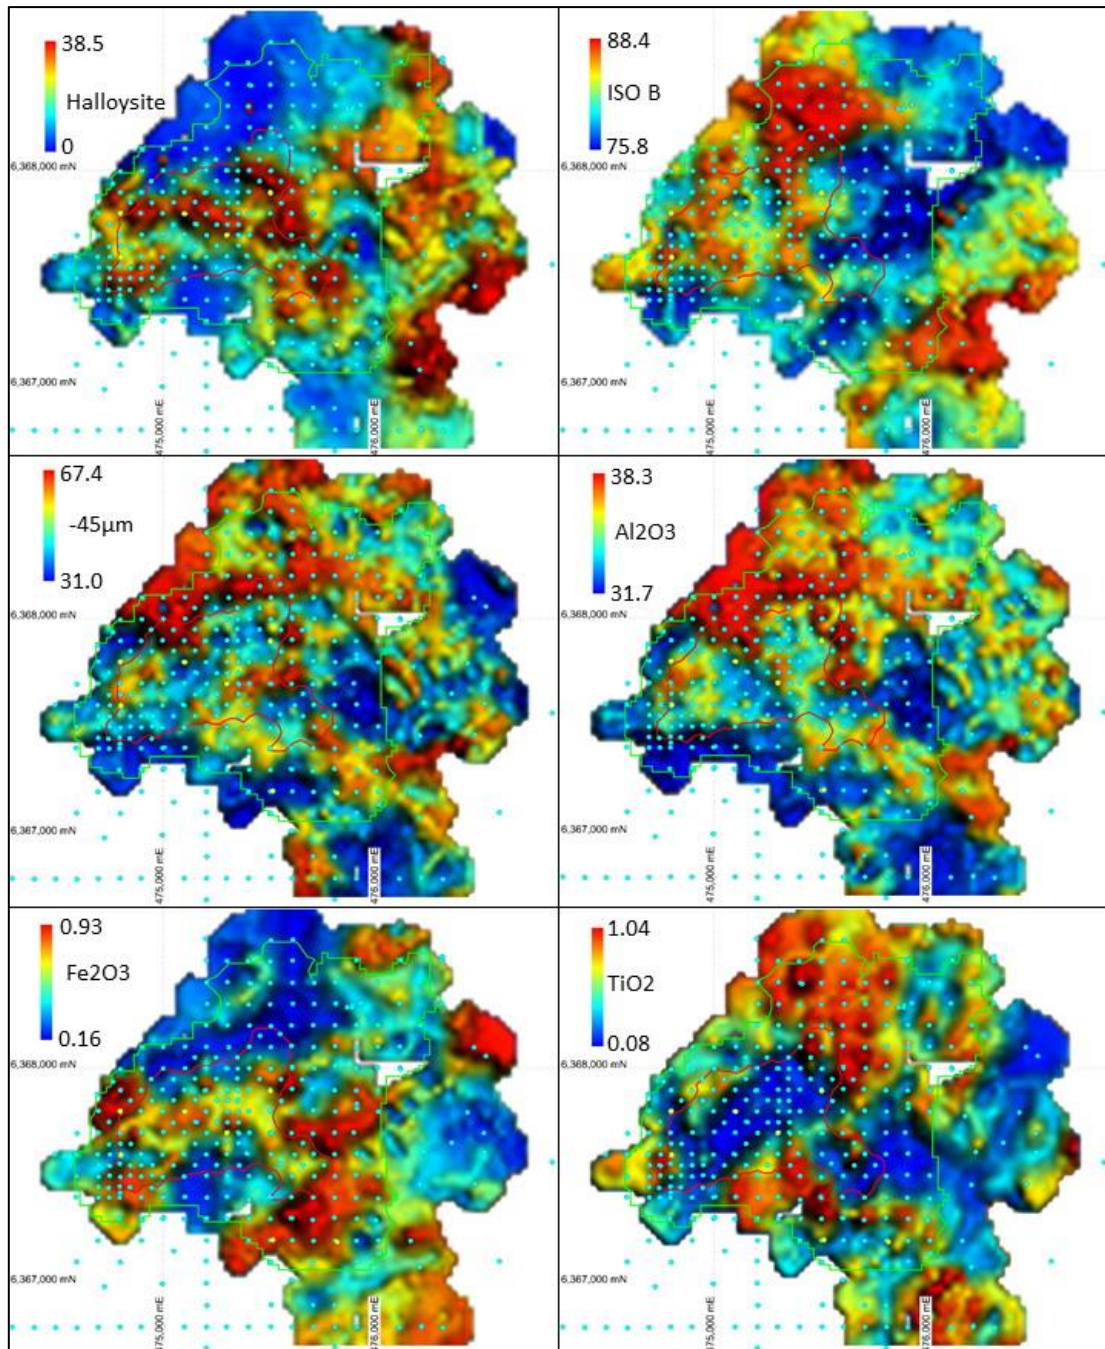 38.5
Halloysite
0
6,368,000 mN
6,367,000 mN
475,000 mE
476,000 mE
88.4
ISO B
75.8
6,368,000 mN
6,367,000 mN
475,000 mE
476,000 mE
67.4
-45µm
31.0
6,368,000 mN
6,367,000 mN
475,000 mE
476,000 mE
38.3
Al2O3
31.7
6,368,000 mN
6,367,000 mN
475,000 mE
476,000 mE
0.93
Fe2O3
0.16
6,368,000 mN
6,367,000 mN
475,000 mE
476,000 mE
1.04
TiO2
0.08
6,368,000 mN
6,367,000 mN
475,000 mE
476,000 mE